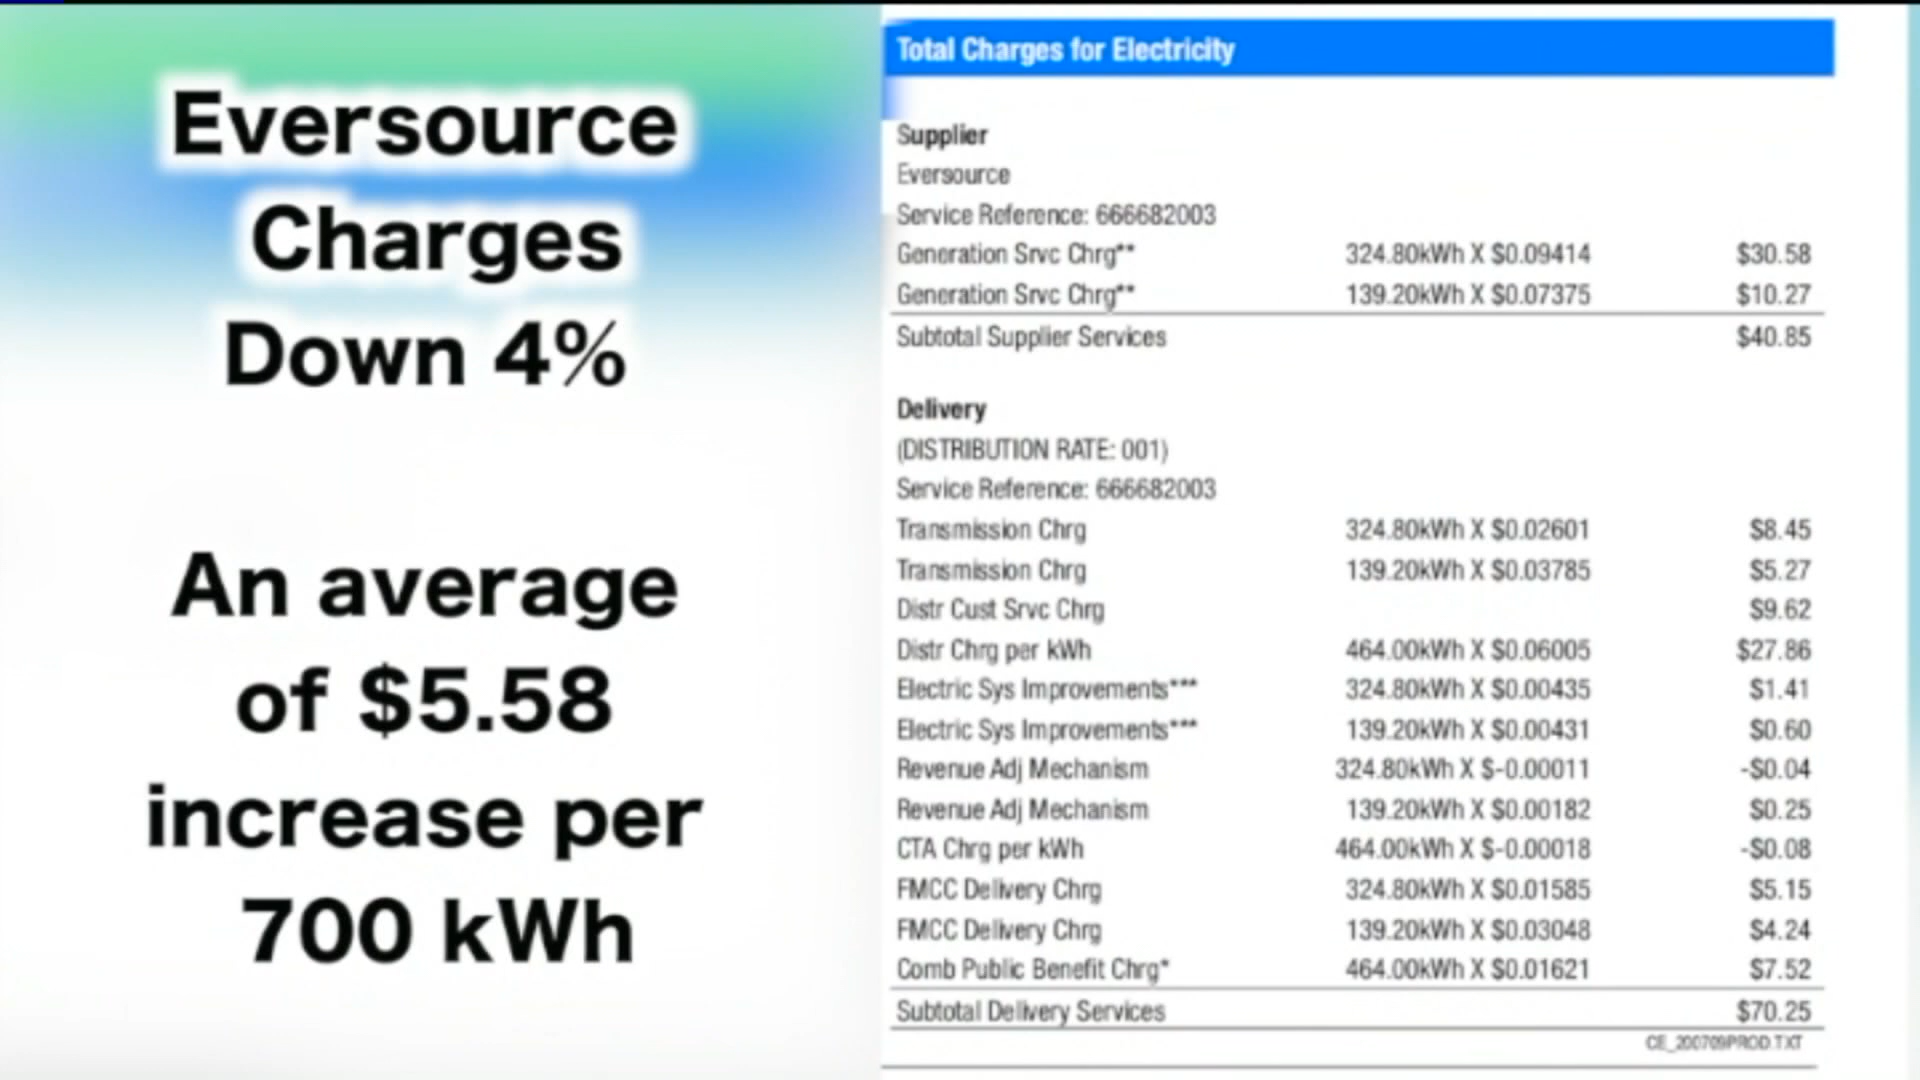 Eversource
Charges
Down 4%
An average
of $5.58
increase per
700 kWh
Total Charges for Electricity
Supplier
Eversource
Service Reference: 666682003
Generation Srvc Chrg** 324.80kWh X $0.09414 $30.58
Generation Srvc Chrg** 139.20kWh X $0.07375 $10.27
Subtotal Supplier Services $40.85
Delivery
(DISTRIBUTION RATE: 001)
Service Reference: 666682003
Transmission Chrg 324.80kWh X $0.02601 $8.45
Transmission Chrg 139.20kWh X $0.03785 $5.27
Distr Cust Srvc Chrg $9.62
Distr Chrg per kWh 464.00kWh X $0.06005 $27.86
Electric Sys Improvements*** 324.80kWh X $0.00435 $1.41
Electric Sys Improvements*** 139.20kWh X $0.00431 $0.60
Revenue Adj Mechanism 324.80kWh X $-0.00011 -$0.04
Revenue Adj Mechanism 139.20kWh X $0.00182 $0.25
CTA Chrg per kWh 464.00kWh X $-0.00018 -$0.08
FMCC Delivery Chrg 324.80kWh X $0.01585 $5.15
FMCC Delivery Chrg 139.20kWh X $0.03048 $4.24
Comb Public Benefit Chrg* 464.00kWh X $0.01621 $7.52
Subtotal Delivery Services $70.25
CE_200709PROD.TXT